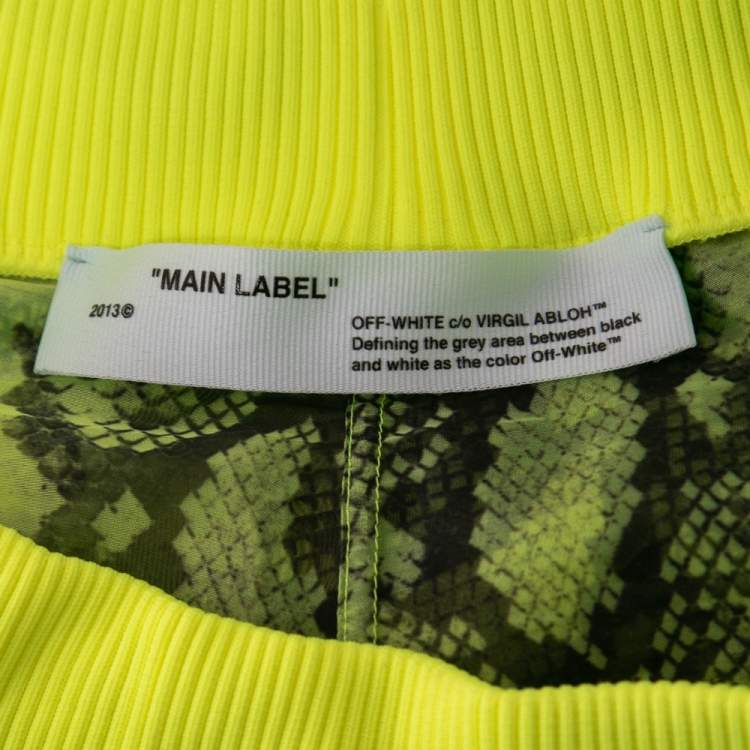 "MAIN LABEL"
2013©
OFF-WHITE c/o VIRGIL ABLOH™
Defining the grey area between black
and white as the color Off-White™